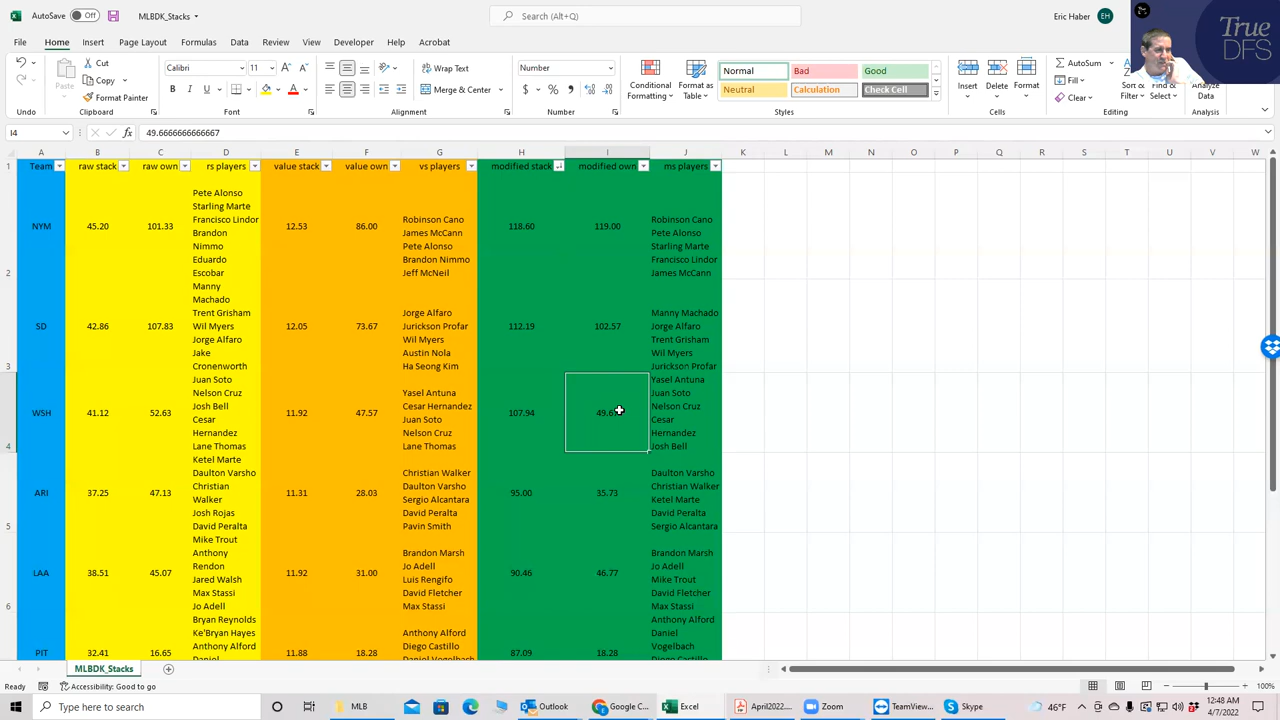 AutoSave Off MLBDK_Stacks Search (Alt+Q) Eric Haber EH
True
DFS
File Home Insert Page Layout Formulas Data Review View Developer Help Acrobat
Cut
Copy
Format Painter
Paste
Calibri 11
Wrap Text
Merge & Center
Number
Conditional Formatting
Format as Table
Normal Bad Good
Neutral Calculation Check Cell
Insert Delete Format
AutoSum
Fill
Clear
Sort & Filter
Find & Select
Analyze Data
Undo Clipboard Font Alignment Number Styles Cells Editing Analysis
I4 fx 49.6666666666667
A B C D E F G H I J K L M N O P Q R S T U V W
Team raw stack raw own rs players value stack value own vs players modified stack modified own ms players
2
NYM 45.20 101.33
Pete Alonso
Starling Marte
Francisco Lindor
Brandon
Nimmo
Eduardo
Escobar
12.53 86.00
Robinson Cano
James McCann
Pete Alonso
Brandon Nimmo
Jeff McNeil
118.60 119.00
Robinson Cano
Pete Alonso
Starling Marte
Francisco Lindor
James McCann
3
SD 42.86 107.83
Manny
Machado
Trent Grisham
Wil Myers
Jorge Alfaro
Jake
Cronenworth
12.05 73.67
Jorge Alfaro
Jurickson Profar
Wil Myers
Austin Nola
Ha Seong Kim
112.19 102.57
Manny Machado
Jorge Alfaro
Trent Grisham
Wil Myers
Jurickson Profar
4
WSH 41.12 52.63
Juan Soto
Nelson Cruz
Josh Bell
Cesar
Hernandez
Lane Thomas
11.92 47.57
Yasel Antuna
Cesar Hernandez
Juan Soto
Nelson Cruz
Lane Thomas
107.94
Yasel Antuna
Juan Soto
Nelson Cruz
Cesar
Hernandez
Josh Bell
5
ARI 37.25 47.13
Ketel Marte
Daulton Varsho
Christian
Walker
Josh Rojas
David Peralta
11.31 28.03
Christian Walker
Daulton Varsho
Sergio Alcantara
David Peralta
Pavin Smith
95.00 35.73
Daulton Varsho
Christian Walker
Ketel Marte
David Peralta
Sergio Alcantara
6
LAA 38.51 45.07
Mike Trout
Anthony
Rendon
Jared Walsh
Max Stassi
Jo Adell
11.92 31.00
Brandon Marsh
Jo Adell
Luis Rengifo
David Fletcher
Max Stassi
90.46 46.77
Brandon Marsh
Jo Adell
Mike Trout
David Fletcher
Max Stassi
PIT 32.41 16.65
Bryan Reynolds
Ke'Bryan Hayes
Anthony Alford
Daniel
11.88 18.28
Anthony Alford
Diego Castillo
Daniel Vogelbach
87.09 18.28
Anthony Alford
Daniel
Vogelbach
Diego Castillo
MLBDK_Stacks
Ready Accessibility: Good to go 100%
Type here to search MLB Outlook Google C... Excel April2022... Zoom TeamView... Skype 46°F 12:48 AM
4/7/2022